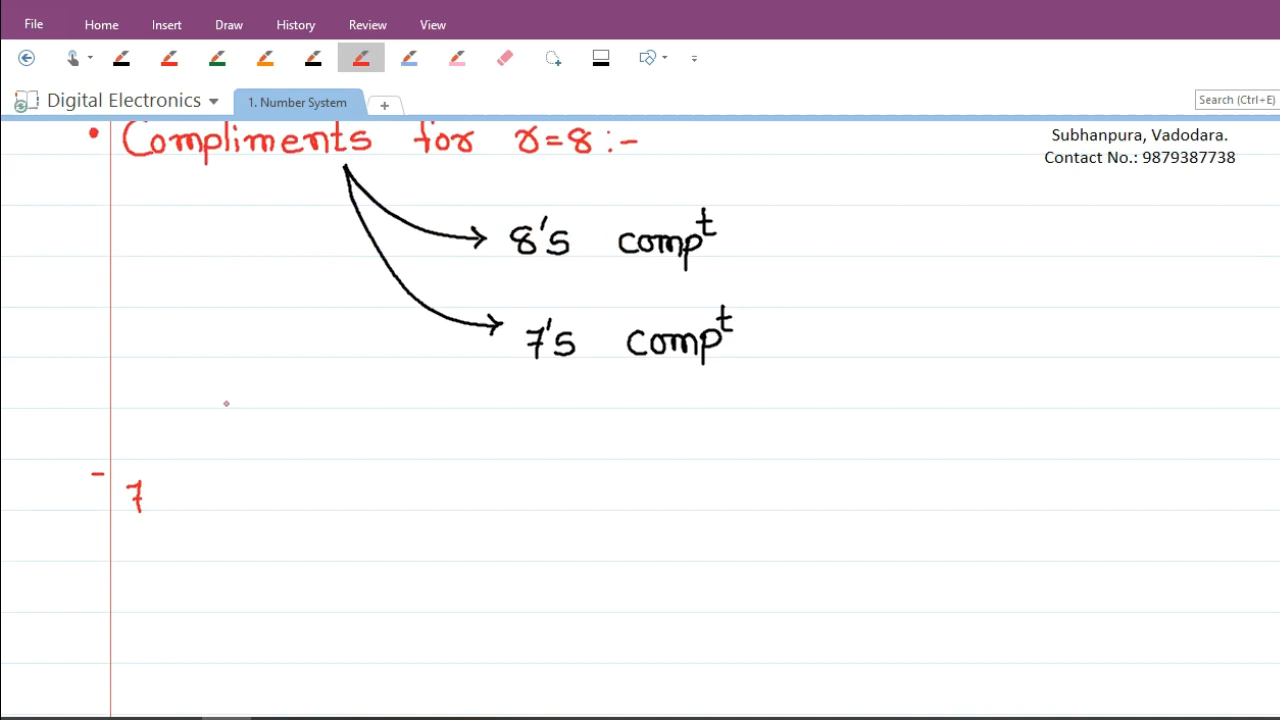 File Home Insert Draw History Review View
Digital Electronics 1. Number System + Search (Ctrl+E)
• Compliments for r=8 :-
Subhanpura, Vadodara.
Contact No.: 9879387738
8's compt
7's compt
- 7